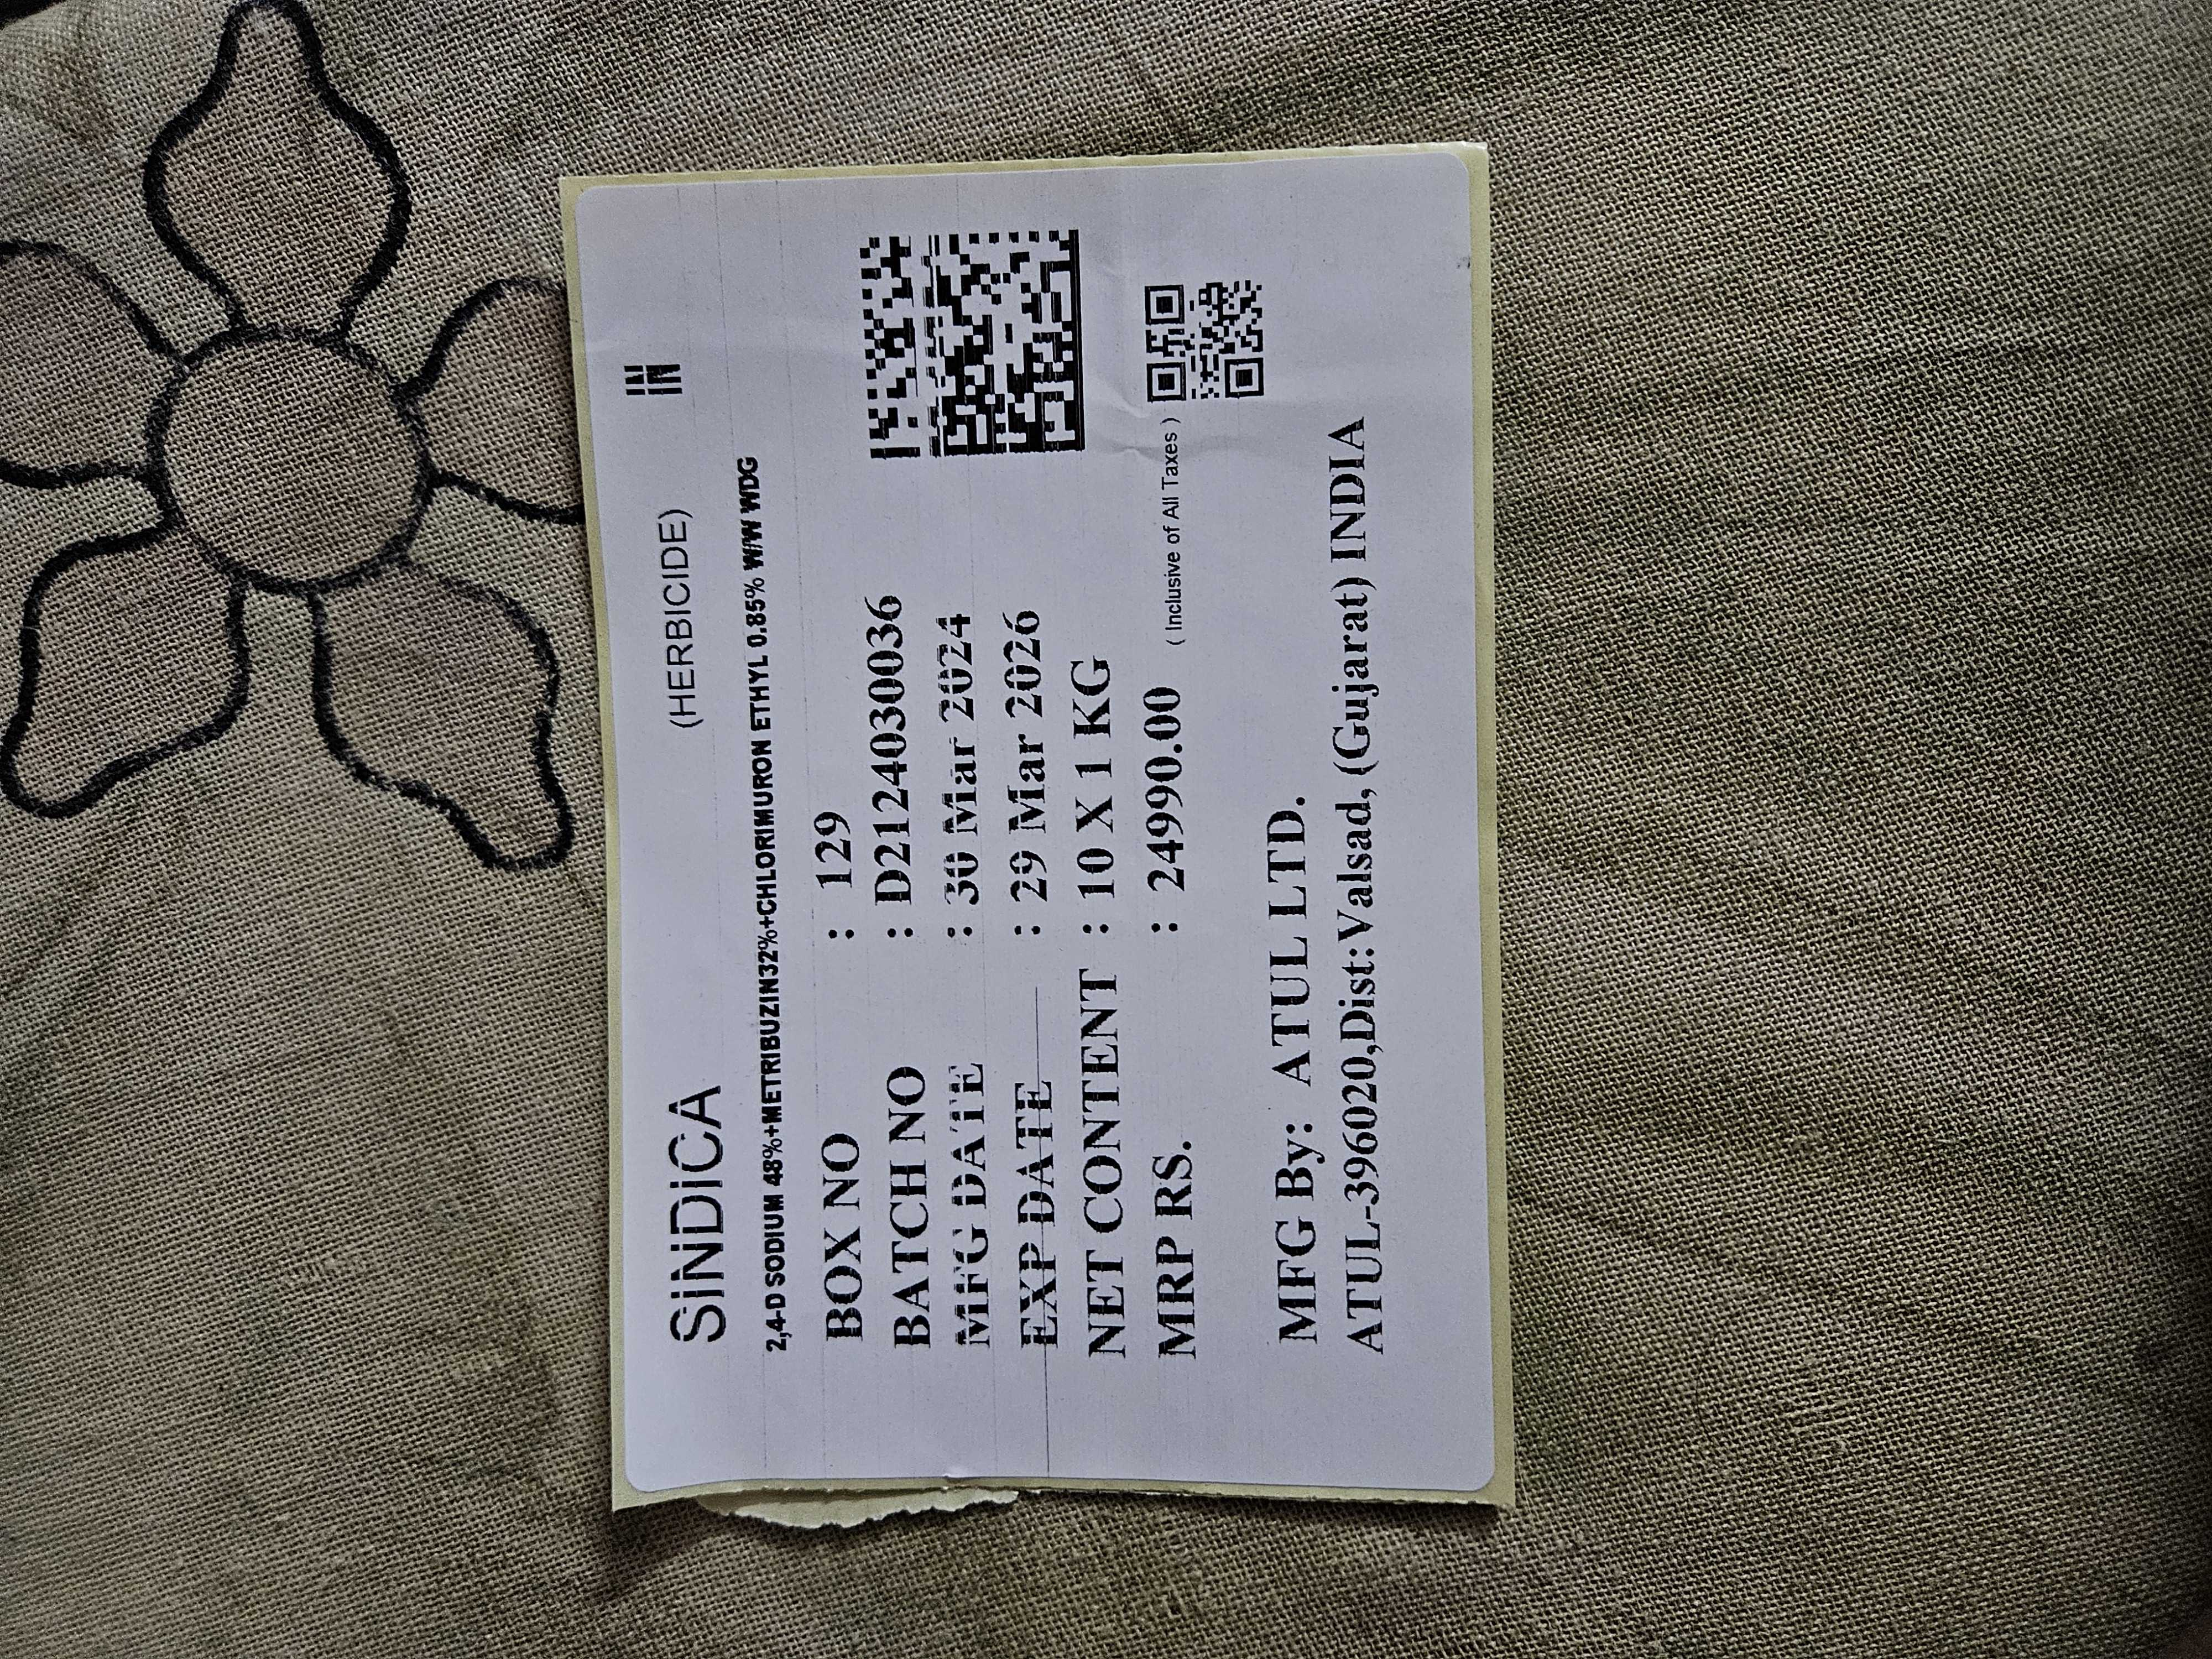 IN
SINDICA (HERBICIDE)
2,4-D SODIUM 48%+METRIBUZIN32%+CHLORIMURON ETHYL 0.85% W/W WDG
BOX NO : 129
BATCH NO : D2124030036
MFG DATE : 30 Mar 2024
EXP DATE : 29 Mar 2026
NET CONTENT : 10 X 1 KG
MRP RS. : 24990.00 ( Inclusive of All Taxes )
MFG By: ATUL LTD.
ATUL-396020,Dist:Valsad, (Gujarat) INDIA